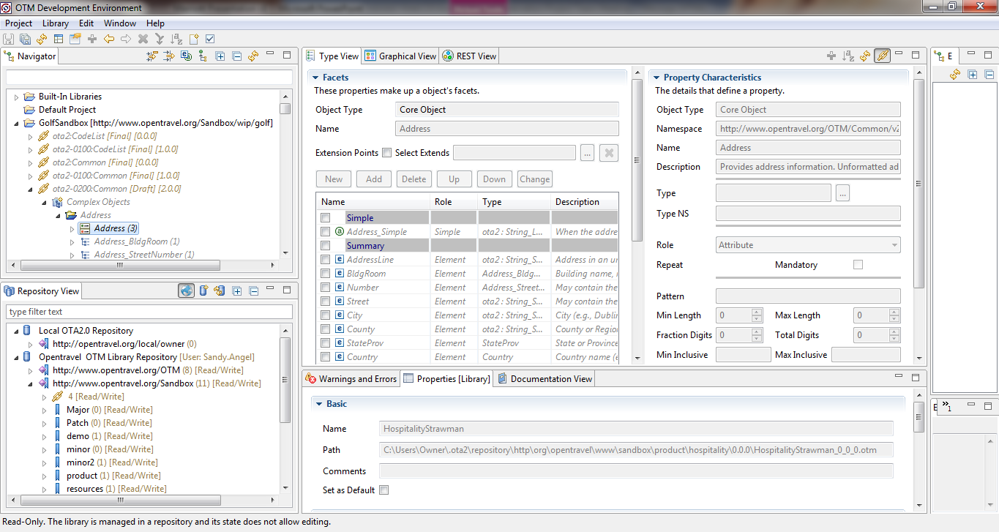 OTM Development Environment
Project Library Edit Window Help
Navigator
Built-In Libraries
Default Project
GolfSandbox [http://www.opentravel.org/Sandbox/wip/golf]
ota2:CodeList [Final] [0.0.0]
ota2-0100:CodeList [Final] [1.0.0]
ota2:Common [Final] [0.0.0]
ota2-0100:Common [Final] [1.0.0]
ota2-0200:Common [Draft] [2.0.0]
Complex Objects
Address
Address (3)
Address_BldgRoom (1)
Address_StreetNumber (1)
Repository View
type filter text
Local OTA2.0 Repository
http://opentravel.org/local/owner (0)
Opentravel OTM Library Repository [User: Sandy.Angel]
http://www.opentravel.org/OTM (8) [Read/Write]
http://www.opentravel.org/Sandbox (11) [Read/Write]
4 [Read/Write]
Major (0) [Read/Write]
Patch (0) [Read/Write]
demo (1) [Read/Write]
minor (0) [Read/Write]
minor2 (1) [Read/Write]
product (1) [Read/Write]
resources (1) [Read/Write]
Type View Graphical View REST View
Facets
These properties make up a object's facets.
Object Type Core Object
Name Address
Extension Points Select Extends ...
New Add Delete Up Down Change
Name Role Type Description
Simple
Address_Simple Simple ota2 : String_L... When the addre
Summary
AddressLine Element ota2 : String_S... Address in an un
BldgRoom Element Address_Bldg... Building name, r
Number Element Address_Street... May contain the
Street Element ota2 : String_S... May contain the
City Element ota2 : String_S... City (e.g., Dublin
County Element ota2 : String_S... County or Region
StateProv Element StateProv State or Province
Country Element Country Country name (e
Property Characteristics
The details that define a property.
Object Type Core Object
Namespace http://www.opentravel.org/OTM/Common/v2
Name Address
Description Provides address information. Unformatted ad
Type ...
Type NS
Role Attribute
Repeat Mandatory
Pattern
Min Length 0 Max Length 0
Fraction Digits 0 Total Digits 0
Min Inclusive Max Inclusive
Warnings and Errors Properties [Library] Documentation View
Basic
Name HospitalityStrawman
Path C:\Users\Owner\.ota2\repository\http\org\opentravel\www\sandbox\product\hospitality\0.0.0\HospitalityStrawman_0_0_0.otm
Comments
Set as Default
E
E »1
Read-Only. The library is managed in a repository and its state does not allow editing.